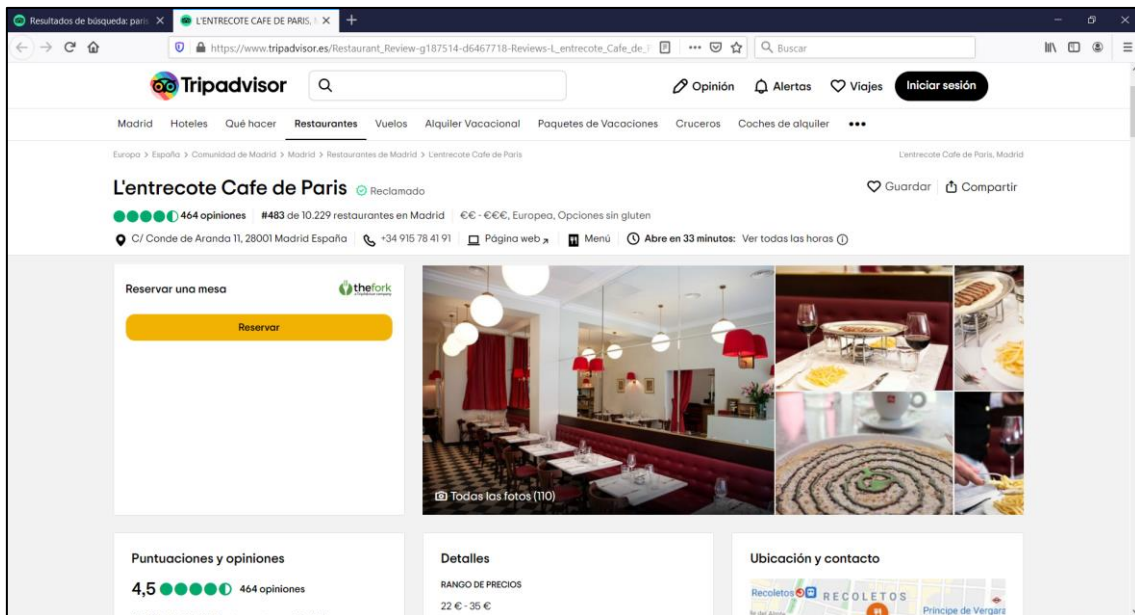 Resultados de búsqueda: paris
L'ENTRECOTE CAFE DE PARIS,
https://www.tripadvisor.es/Restaurant_Review-g187514-d6467718-Reviews-L_entrecote_Cafe_de_P
Buscar
Tripadvisor
Opinión Alertas Viajes Iniciar sesión
Madrid Hoteles Qué hacer Restaurantes Vuelos Alquiler Vacacional Paquetes de Vacaciones Cruceros Coches de alquiler •••
Europa > España > Comunidad de Madrid > Madrid > Restaurantes de Madrid > L'entrecote Cafe de Paris
L'entrecote Cafe de Paris, Madrid
L'entrecote Cafe de Paris Reclamado
Guardar Compartir
464 opiniones #483 de 10.229 restaurantes en Madrid €€ - €€€, Europea, Opciones sin gluten
C/ Conde de Aranda 11, 28001 Madrid España +34 915 78 41 91 Página web Menú Abre en 33 minutos: Ver todas las horas
Reservar una mesa
thefork
Reservar
Todas las fotos (110)
Puntuaciones y opiniones
4,5 464 opiniones
Detalles
RANGO DE PRECIOS
22 € - 35 €
Ubicación y contacto
Recoletos
RECOLETOS
Príncipe de Vergara